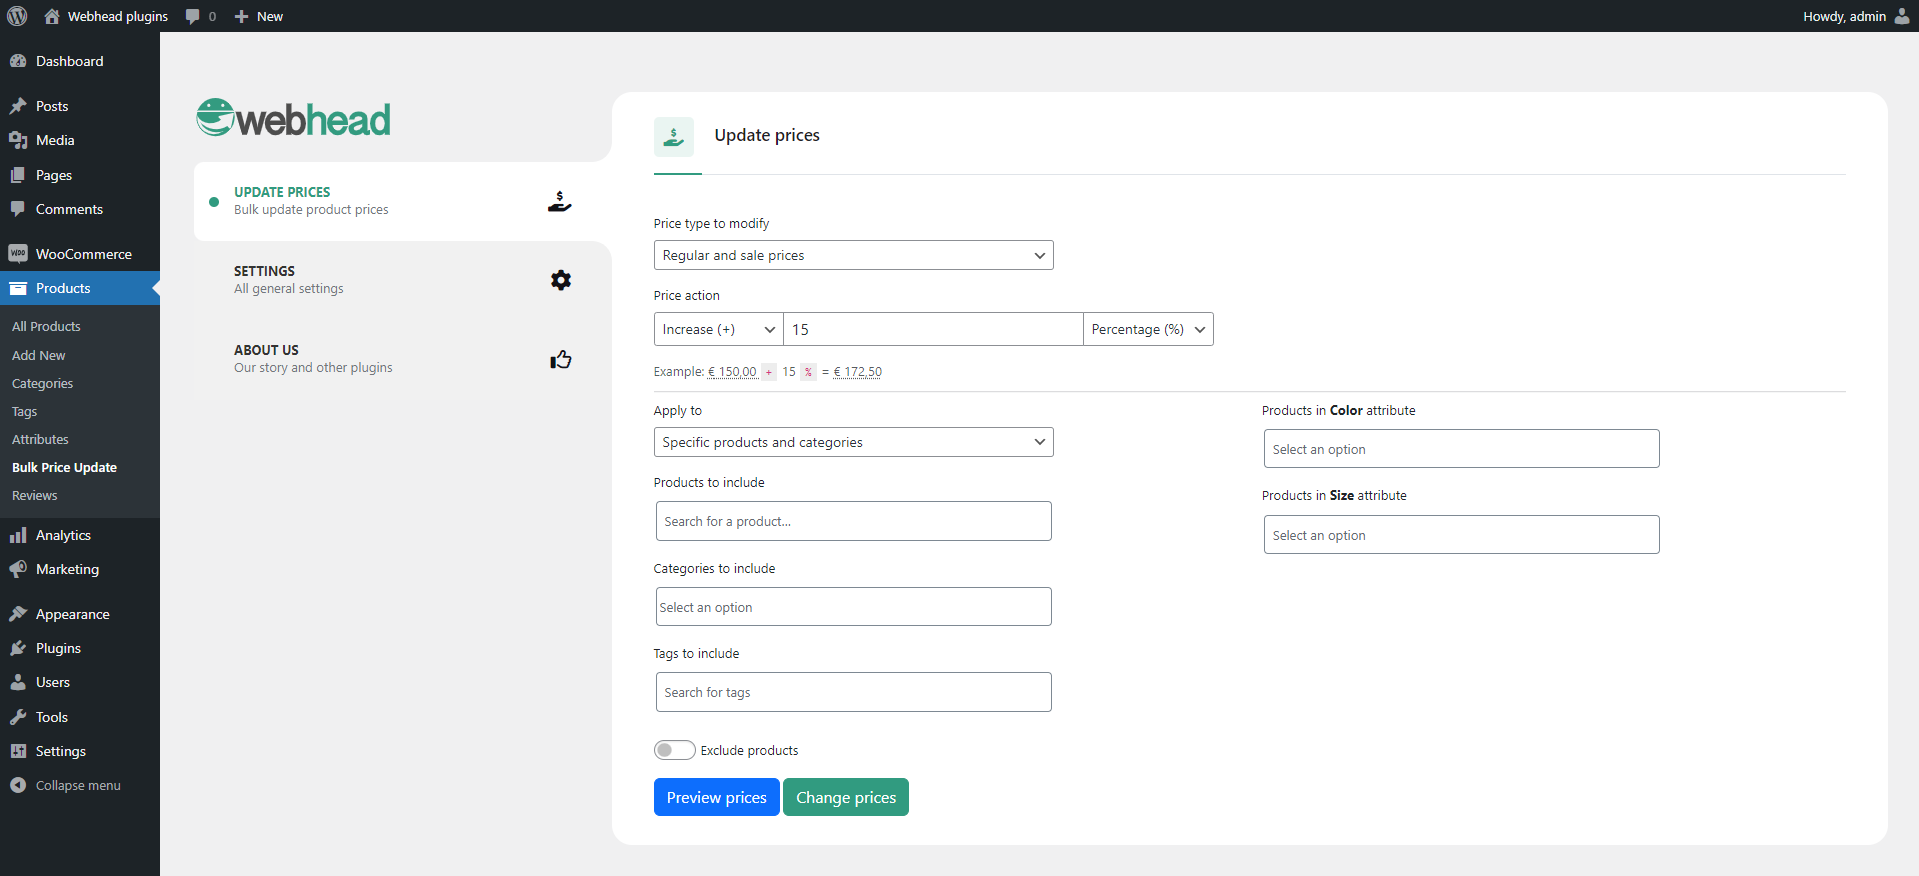 Webhead plugins
0
New
Howdy, admin
Dashboard
Posts
Media
Pages
Comments
WooCommerce
Products
All Products
Add New
Categories
Tags
Attributes
Bulk Price Update
Reviews
Analytics
Marketing
Appearance
Plugins
Users
Tools
Settings
Collapse menu
webhead
UPDATE PRICES
Bulk update product prices
SETTINGS
All general settings
ABOUT US
Our story and other plugins
Update prices
Price type to modify
Regular and sale prices
Price action
Increase (+)
15
Percentage (%)
Example: € 150,00 + 15 % = € 172,50
Apply to
Specific products and categories
Products to include
Search for a product...
Categories to include
Select an option
Tags to include
Search for tags
Exclude products
Preview prices
Change prices
Products in Color attribute
Select an option
Products in Size attribute
Select an option